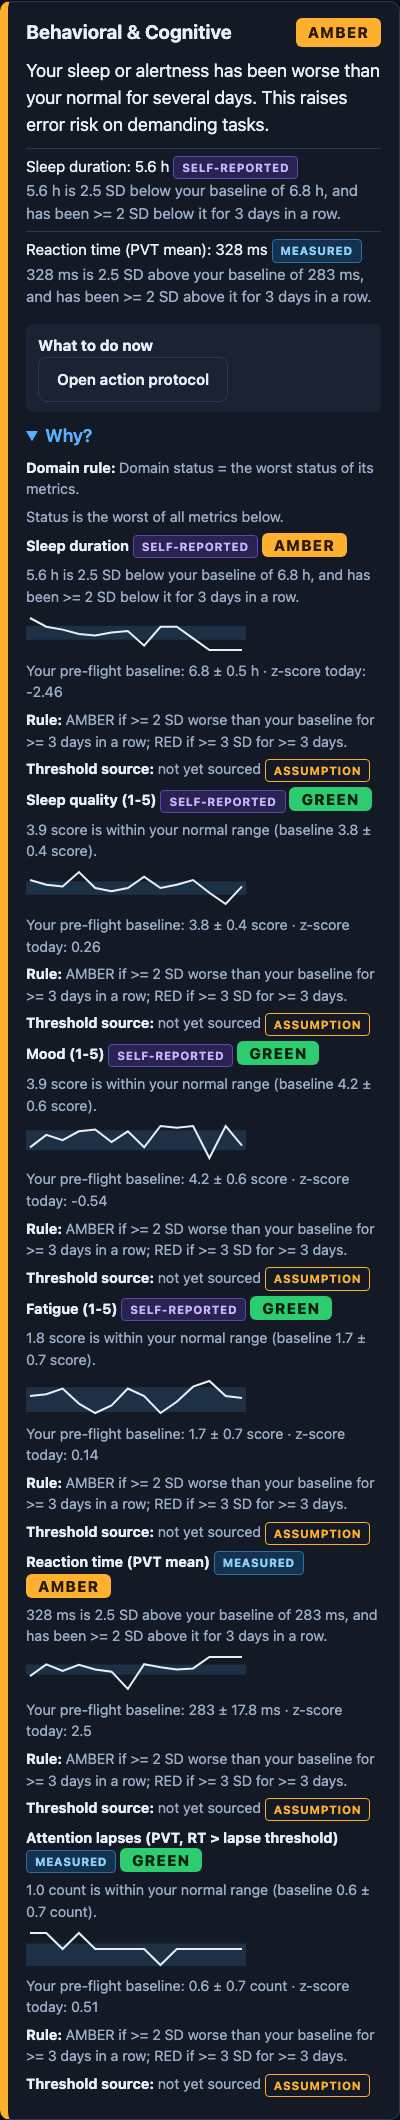 Behavioral & Cognitive AMBER
Your sleep or alertness has been worse than
your normal for several days. This raises
error risk on demanding tasks.
Sleep duration: 5.6 h SELF-REPORTED
5.6 h is 2.5 SD below your baseline of 6.8 h, and
has been >= 2 SD below it for 3 days in a row.
Reaction time (PVT mean): 328 ms MEASURED
328 ms is 2.5 SD above your baseline of 283 ms,
and has been >= 2 SD above it for 3 days in a row.
What to do now
Open action protocol
▼ Why?
Domain rule: Domain status = the worst status of its
metrics.
Status is the worst of all metrics below.
Sleep duration SELF-REPORTED AMBER
5.6 h is 2.5 SD below your baseline of 6.8 h, and has
been >= 2 SD below it for 3 days in a row.
Your pre-flight baseline: 6.8 ± 0.5 h · z-score today:
-2.46
Rule: AMBER if >= 2 SD worse than your baseline for
>= 3 days in a row; RED if >= 3 SD for >= 3 days.
Threshold source: not yet sourced ASSUMPTION
Sleep quality (1-5) SELF-REPORTED GREEN
3.9 score is within your normal range (baseline 3.8 ±
0.4 score).
Your pre-flight baseline: 3.8 ± 0.4 score · z-score
today: 0.26
Rule: AMBER if >= 2 SD worse than your baseline for
>= 3 days in a row; RED if >= 3 SD for >= 3 days.
Threshold source: not yet sourced ASSUMPTION
Mood (1-5) SELF-REPORTED GREEN
3.9 score is within your normal range (baseline 4.2 ±
0.6 score).
Your pre-flight baseline: 4.2 ± 0.6 score · z-score
today: -0.54
Rule: AMBER if >= 2 SD worse than your baseline for
>= 3 days in a row; RED if >= 3 SD for >= 3 days.
Threshold source: not yet sourced ASSUMPTION
Fatigue (1-5) SELF-REPORTED GREEN
1.8 score is within your normal range (baseline 1.7 ±
0.7 score).
Your pre-flight baseline: 1.7 ± 0.7 score · z-score
today: 0.14
Rule: AMBER if >= 2 SD worse than your baseline for
>= 3 days in a row; RED if >= 3 SD for >= 3 days.
Threshold source: not yet sourced ASSUMPTION
Reaction time (PVT mean) MEASURED
AMBER
328 ms is 2.5 SD above your baseline of 283 ms, and
has been >= 2 SD above it for 3 days in a row.
Your pre-flight baseline: 283 ± 17.8 ms · z-score
today: 2.5
Rule: AMBER if >= 2 SD worse than your baseline for
>= 3 days in a row; RED if >= 3 SD for >= 3 days.
Threshold source: not yet sourced ASSUMPTION
Attention lapses (PVT, RT > lapse threshold)
MEASURED GREEN
1.0 count is within your normal range (baseline 0.6 ±
0.7 count).
Your pre-flight baseline: 0.6 ± 0.7 count · z-score
today: 0.51
Rule: AMBER if >= 2 SD worse than your baseline for
>= 3 days in a row; RED if >= 3 SD for >= 3 days.
Threshold source: not yet sourced ASSUMPTION